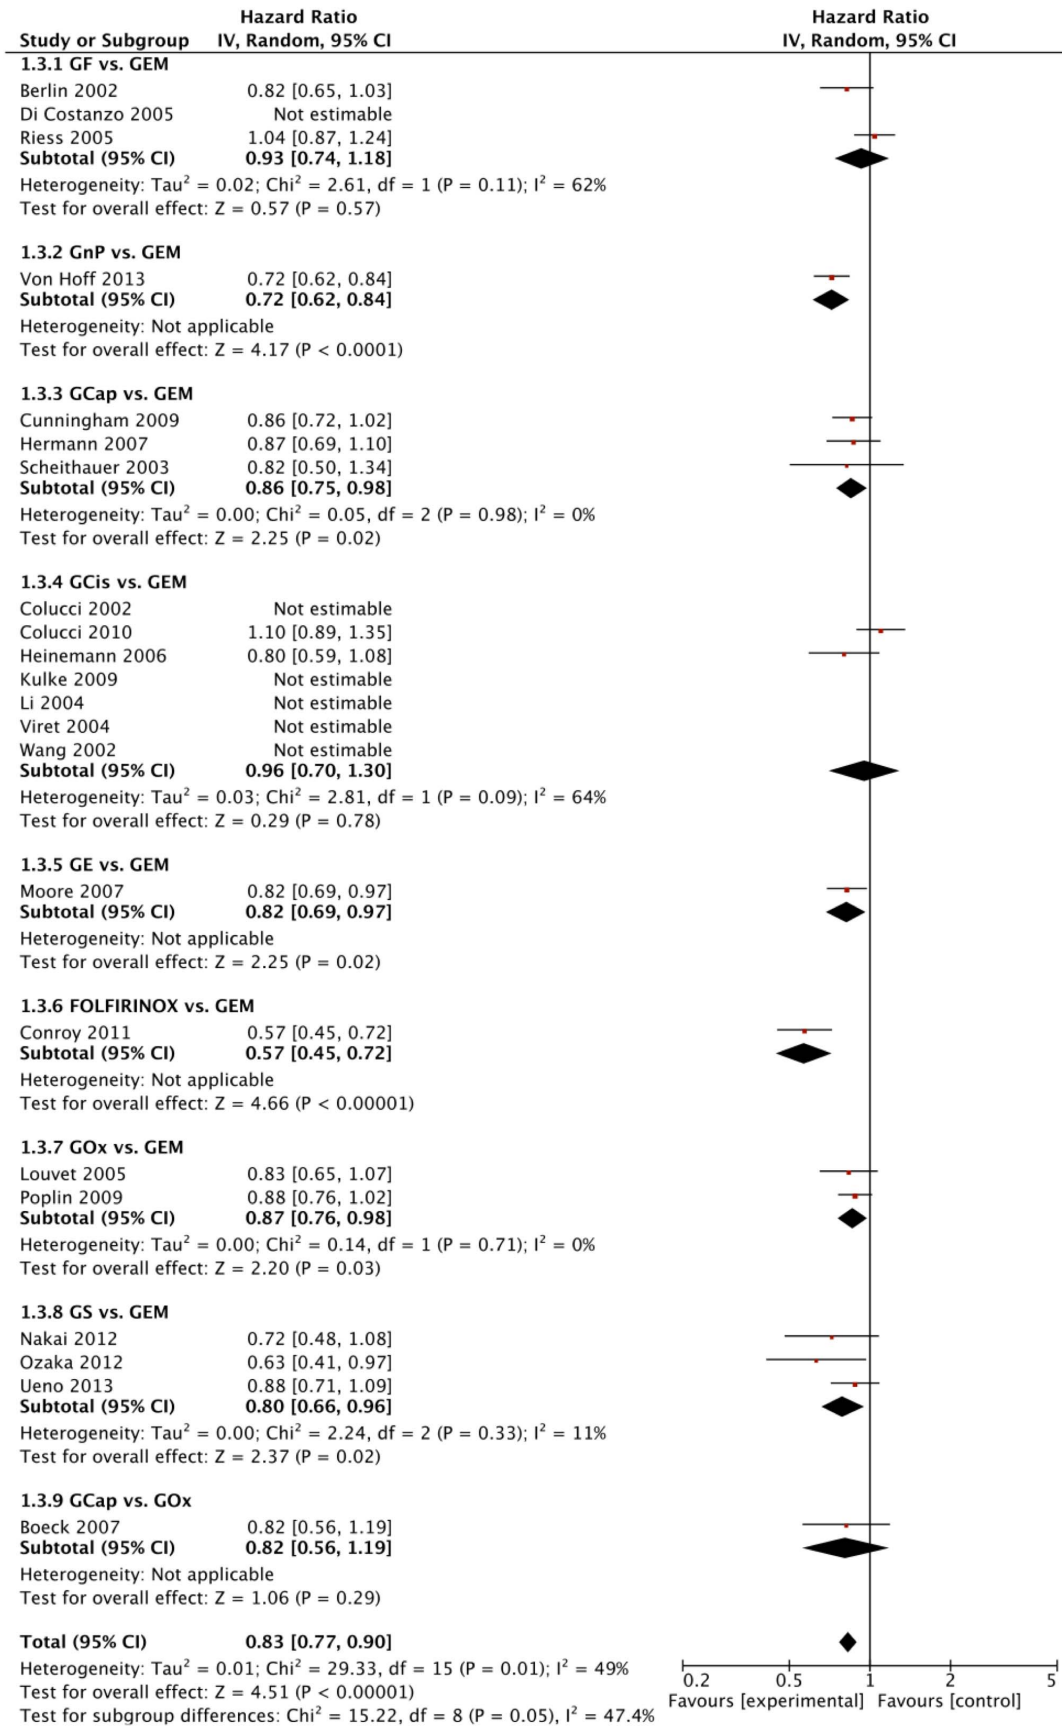 Hazard Ratio Hazard Ratio
Study or Subgroup IV, Random, 95% CI IV, Random, 95% CI
1.3.1 GF vs. GEM
Berlin 2002 0.82 [0.65, 1.03]
Di Costanzo 2005 Not estimable
Riess 2005 1.04 [0.87, 1.24]
Subtotal (95% CI) 0.93 [0.74, 1.18]
Heterogeneity: Tau² = 0.02; Chi² = 2.61, df = 1 (P = 0.11); I² = 62%
Test for overall effect: Z = 0.57 (P = 0.57)
1.3.2 GnP vs. GEM
Von Hoff 2013 0.72 [0.62, 0.84]
Subtotal (95% CI) 0.72 [0.62, 0.84]
Heterogeneity: Not applicable
Test for overall effect: Z = 4.17 (P < 0.0001)
1.3.3 GCap vs. GEM
Cunningham 2009 0.86 [0.72, 1.02]
Hermann 2007 0.87 [0.69, 1.10]
Scheithauer 2003 0.82 [0.50, 1.34]
Subtotal (95% CI) 0.86 [0.75, 0.98]
Heterogeneity: Tau² = 0.00; Chi² = 0.05, df = 2 (P = 0.98); I² = 0%
Test for overall effect: Z = 2.25 (P = 0.02)
1.3.4 GCis vs. GEM
Colucci 2002 Not estimable
Colucci 2010 1.10 [0.89, 1.35]
Heinemann 2006 0.80 [0.59, 1.08]
Kulke 2009 Not estimable
Li 2004 Not estimable
Viret 2004 Not estimable
Wang 2002 Not estimable
Subtotal (95% CI) 0.96 [0.70, 1.30]
Heterogeneity: Tau² = 0.03; Chi² = 2.81, df = 1 (P = 0.09); I² = 64%
Test for overall effect: Z = 0.29 (P = 0.78)
1.3.5 GE vs. GEM
Moore 2007 0.82 [0.69, 0.97]
Subtotal (95% CI) 0.82 [0.69, 0.97]
Heterogeneity: Not applicable
Test for overall effect: Z = 2.25 (P = 0.02)
1.3.6 FOLFIRINOX vs. GEM
Conroy 2011 0.57 [0.45, 0.72]
Subtotal (95% CI) 0.57 [0.45, 0.72]
Heterogeneity: Not applicable
Test for overall effect: Z = 4.66 (P < 0.00001)
1.3.7 GOx vs. GEM
Louvet 2005 0.83 [0.65, 1.07]
Poplin 2009 0.88 [0.76, 1.02]
Subtotal (95% CI) 0.87 [0.76, 0.98]
Heterogeneity: Tau² = 0.00; Chi² = 0.14, df = 1 (P = 0.71); I² = 0%
Test for overall effect: Z = 2.20 (P = 0.03)
1.3.8 GS vs. GEM
Nakai 2012 0.72 [0.48, 1.08]
Ozaka 2012 0.63 [0.41, 0.97]
Ueno 2013 0.88 [0.71, 1.09]
Subtotal (95% CI) 0.80 [0.66, 0.96]
Heterogeneity: Tau² = 0.00; Chi² = 2.24, df = 2 (P = 0.33); I² = 11%
Test for overall effect: Z = 2.37 (P = 0.02)
1.3.9 GCap vs. GOx
Boeck 2007 0.82 [0.56, 1.19]
Subtotal (95% CI) 0.82 [0.56, 1.19]
Heterogeneity: Not applicable
Test for overall effect: Z = 1.06 (P = 0.29)
Total (95% CI) 0.83 [0.77, 0.90]
Heterogeneity: Tau² = 0.01; Chi² = 29.33, df = 15 (P = 0.01); I² = 49%
Test for overall effect: Z = 4.51 (P < 0.00001)
Test for subgroup differences: Chi² = 15.22, df = 8 (P = 0.05), I² = 47.4%
0.2 0.5 1 2 5
Favours [experimental] Favours [control]